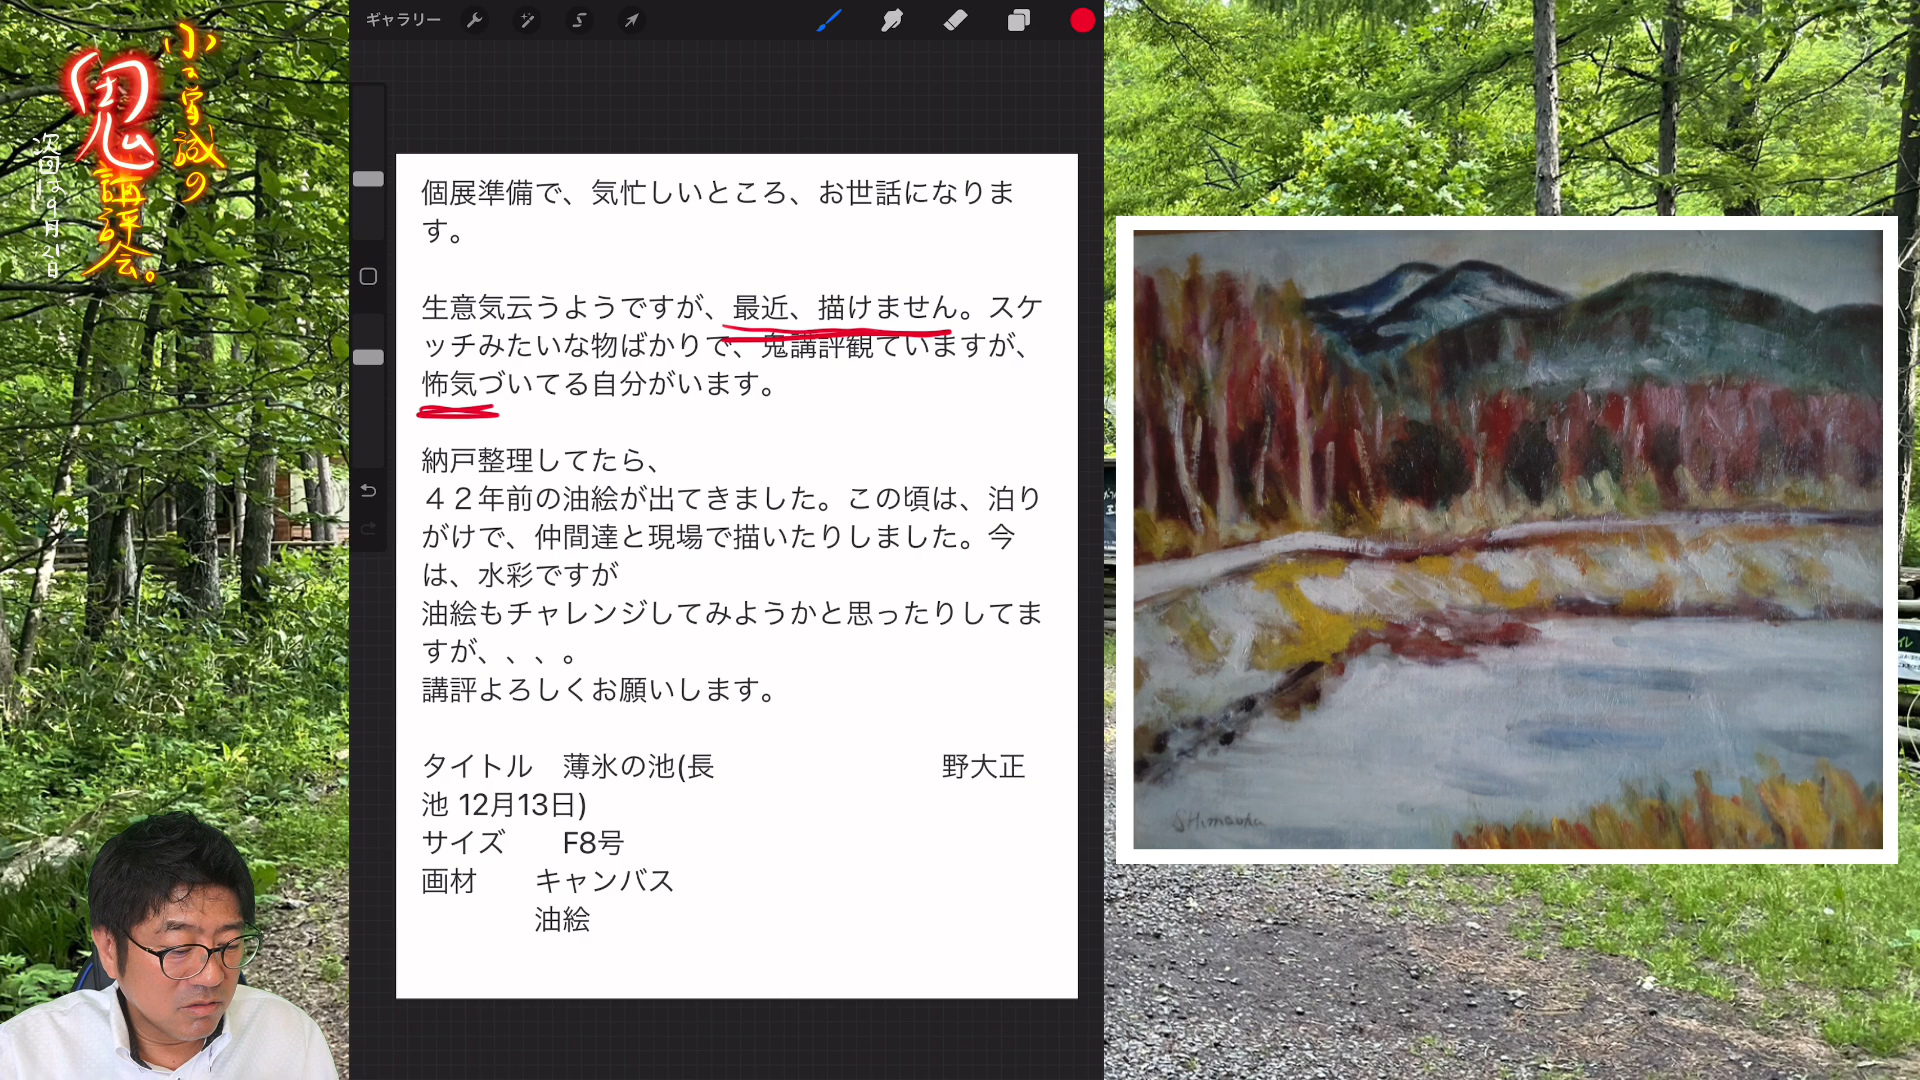 小宮誠の
鬼講評会。
次回は9月21日
ギャラリー
個展準備で、気忙しいところ、お世話になりま
す。
生意気云うようですが、最近、描けません。スケ
ッチみたいな物ばかりで、鬼講評観ていますが、
怖気づいてる自分がいます。
納戸整理してたら、
４２年前の油絵が出てきました。この頃は、泊り
がけで、仲間達と現場で描いたりしました。今
は、水彩ですが
油絵もチャレンジしてみようかと思ったりしてま
すが、、、。
講評よろしくお願いします。
タイトル　薄氷の池(長　　　　　　　　野大正
池 12月13日)
サイズ　　F8号
画材　　キャンバス
油絵